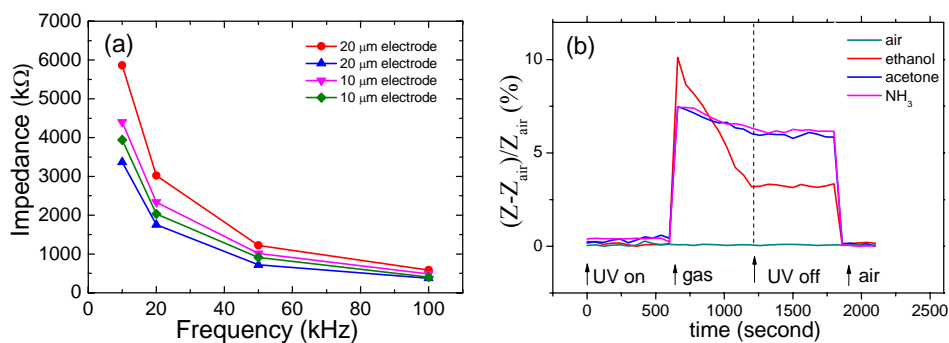 (a)
20 μm electrode
20 μm electrode
10 μm electrode
10 μm electrode
Impedance (kΩ)
7000
6000
5000
4000
3000
2000
1000
0
0 20 40 60 80 100
Frequency (kHz)
(b)
air
ethanol
acetone
NH₃
(Z-Z_air)/Z_air (%)
10
5
0
UV on gas UV off air
0 500 1000 1500 2000 2500
time (second)